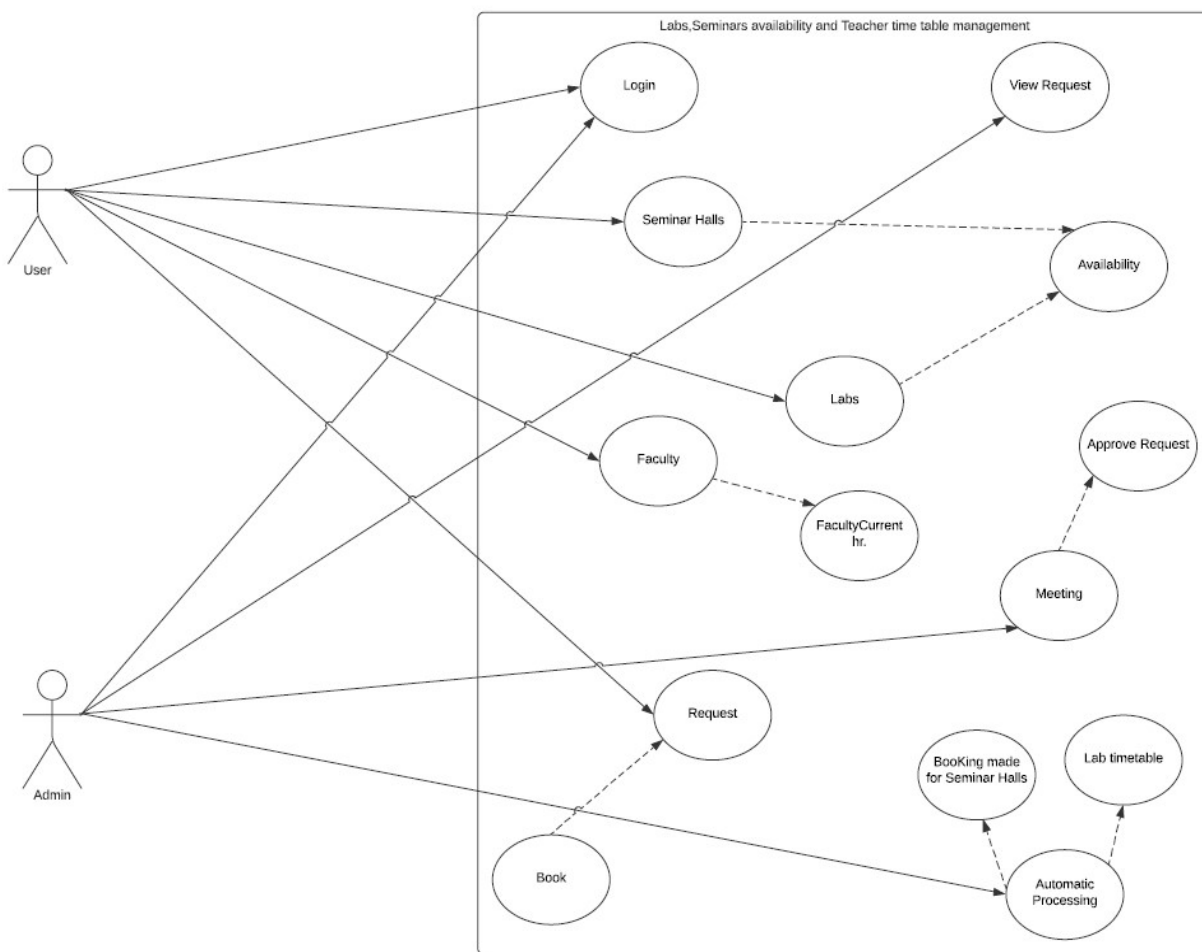 Labs,Seminars availability and Teacher time table management
Login
View Request
User
Seminar Halls
Availability
Labs
Approve Request
Faculty
FacultyCurrent
hr.
Meeting
Admin
Request
BooKing made
for Seminar Halls
Lab timetable
Book
Automatic
Processing